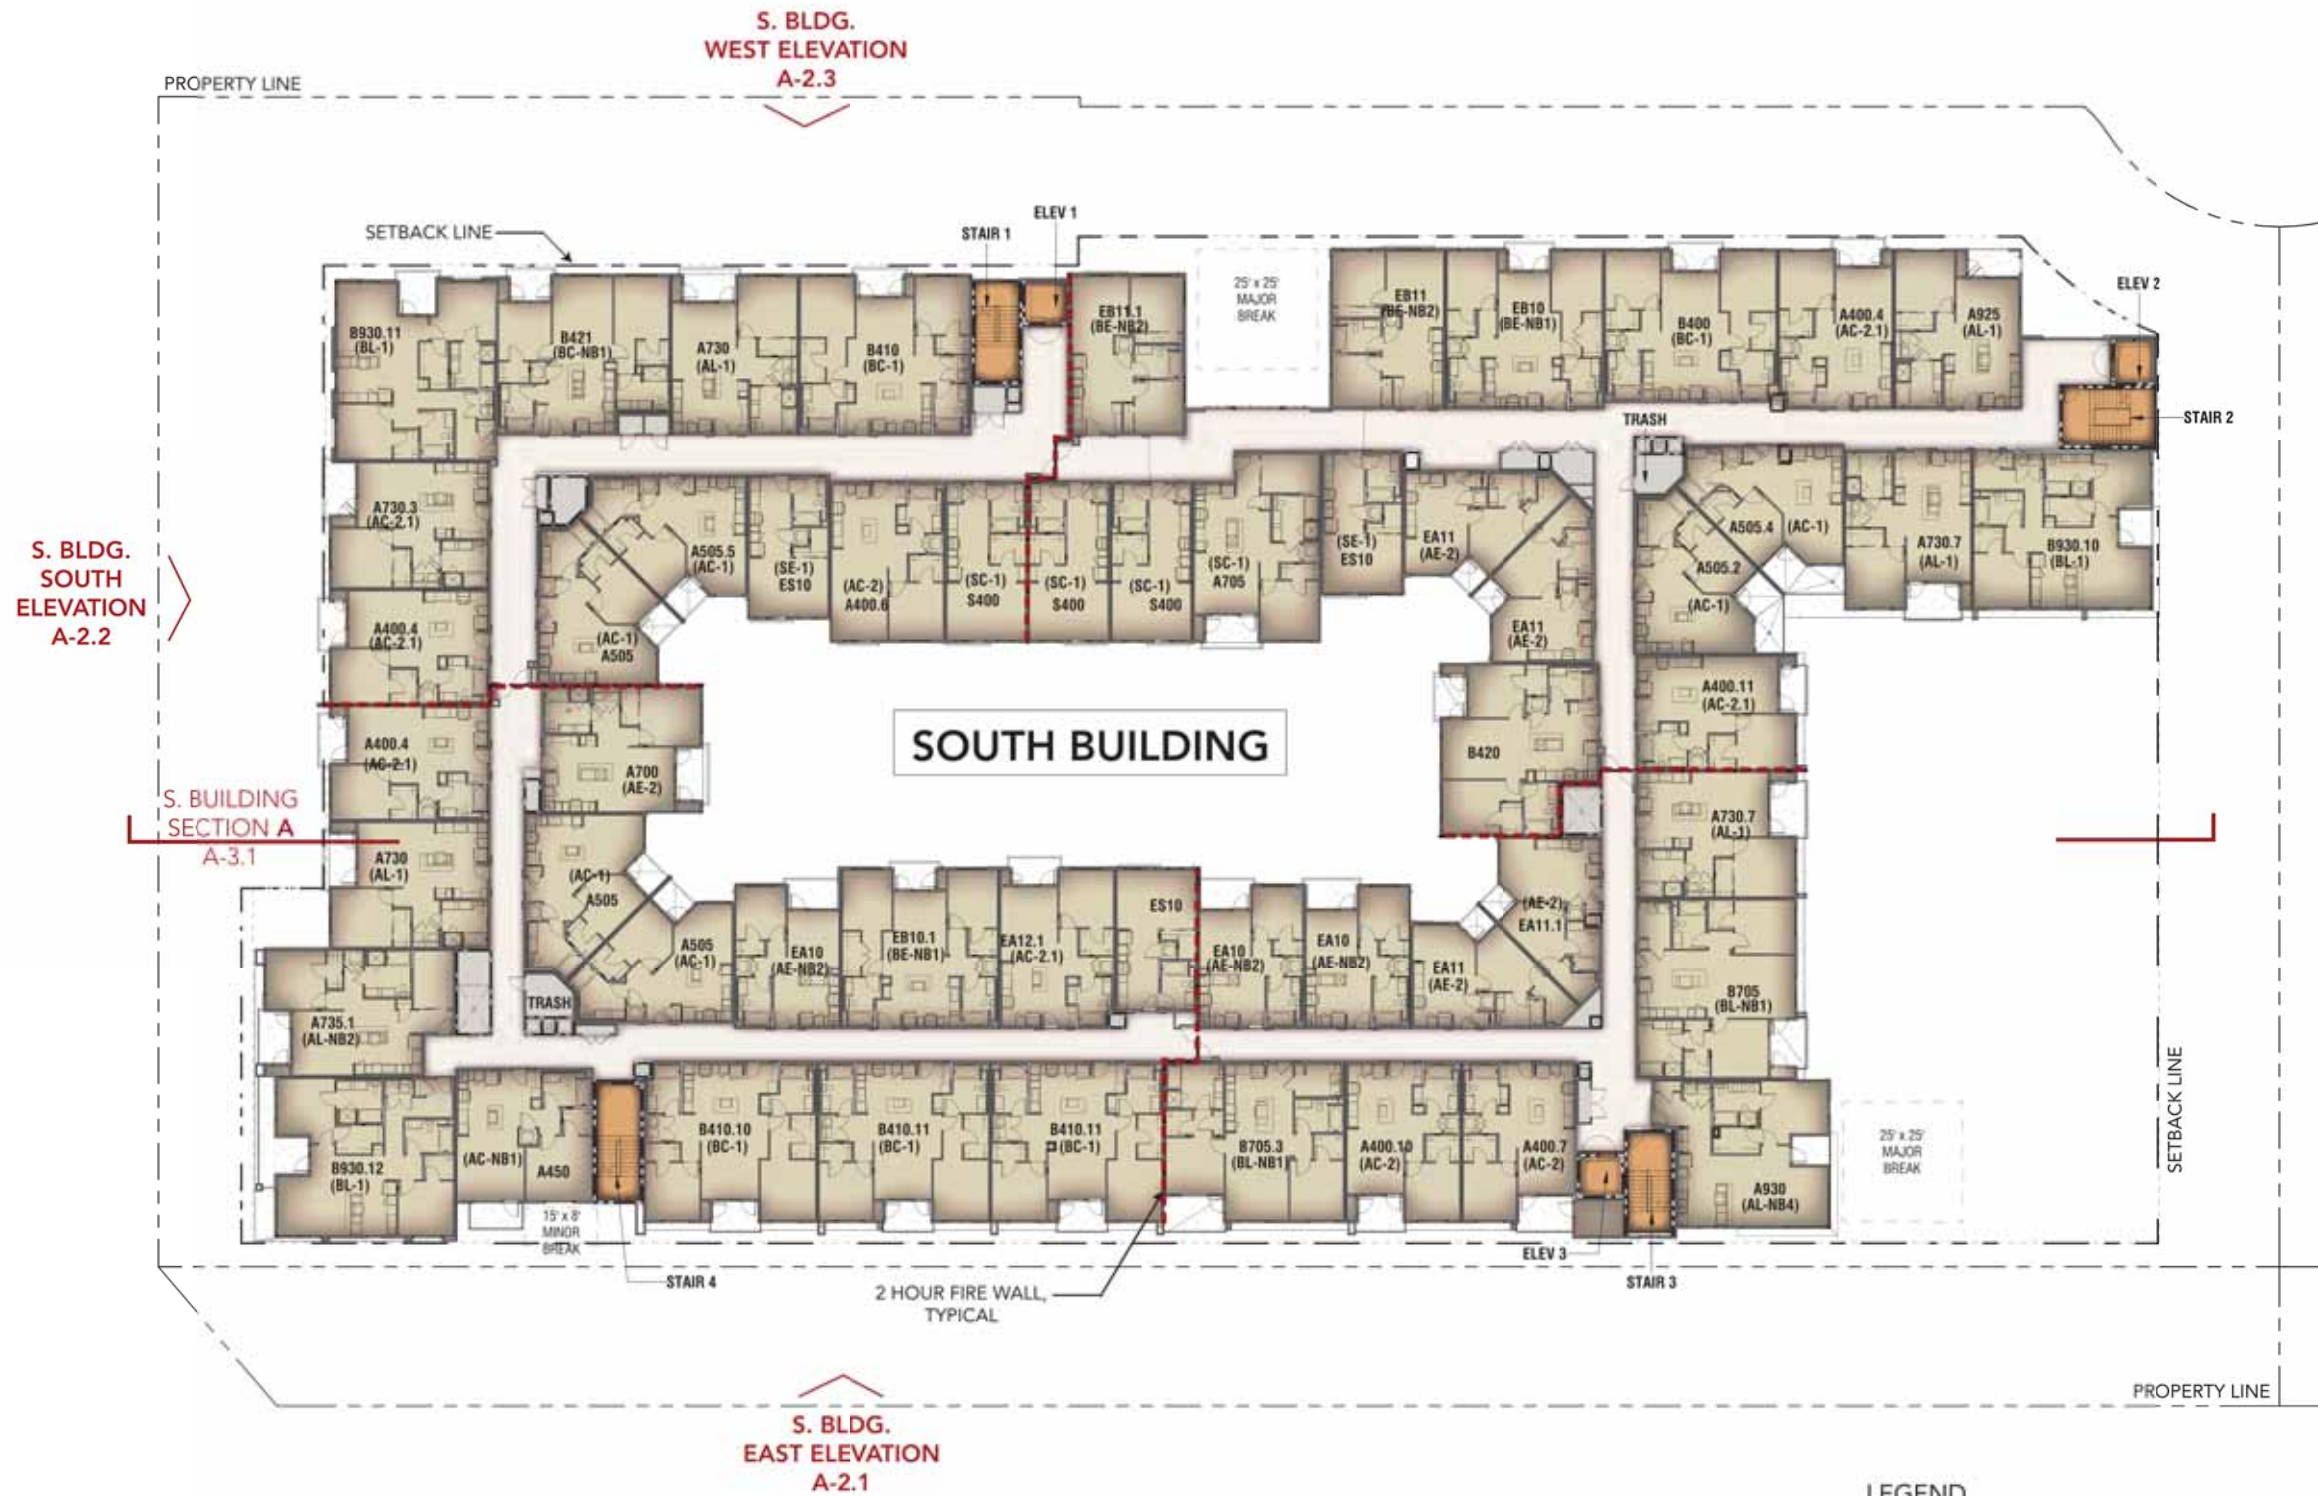 S. BLDG.
WEST ELEVATION
A-2.3
PROPERTY LINE
SETBACK LINE
STAIR 1
ELEV 1
25' x 25'
MAJOR
BREAK
ELEV 2
STAIR 2
B930.11
(BL-1)
B421
(BC-NB1)
A730
(AL-1)
B410
(BC-1)
EB11.1
(BE-NB2)
EB11
(BE-NB2)
EB10
(BE-NB1)
B400
(BC-1)
A400.4
(AC-2.1)
A925
(AL-1)
TRASH
A730.3
(AC-2.1)
A505.5
(AC-1)
(SE-1)
ES10
(AC-2)
A400.6
(SC-1)
S400
(SC-1)
S400
(SC-1)
S400
(SC-1)
A705
(SE-1)
ES10
EA11
(AE-2)
A505.4
(AC-1)
A505.2
(AC-1)
A730.7
(AL-1)
B930.10
(BL-1)
S. BLDG.
SOUTH
ELEVATION
A-2.2
A400.4
(AC-2.1)
(AC-1)
A505
EA11
(AE-2)
A400.11
(AC-2.1)
A400.4
(AC-2.1)
A700
(AE-2)
SOUTH BUILDING
B420
S. BUILDING
SECTION A
A-3.1
A730.7
(AL-1)
A730
(AL-1)
(AC-1)
A505
A505
(AC-1)
EA10
(AE-NB2)
EB10.1
(BE-NB1)
EA12.1
(AC-2.1)
ES10
EA10
(AE-NB2)
EA10
(AE-NB2)
EA11
(AE-2)
(AE-2)
EA11.1
B705
(BL-NB1)
TRASH
A735.1
(AL-NB2)
B930.12
(BL-1)
(AC-NB1)
A450
B410.10
(BC-1)
B410.11
(BC-1)
B410.11
(BC-1)
B705.3
(BL-NB1)
A400.10
(AC-2)
A400.7
(AC-2)
A930
(AL-NB4)
25' x 25'
MAJOR
BREAK
SETBACK LINE
15' x 8'
MINOR
BREAK
STAIR 4
2 HOUR FIRE WALL,
TYPICAL
ELEV 3
STAIR 3
PROPERTY LINE
S. BLDG.
EAST ELEVATION
A-2.1
LEGEND